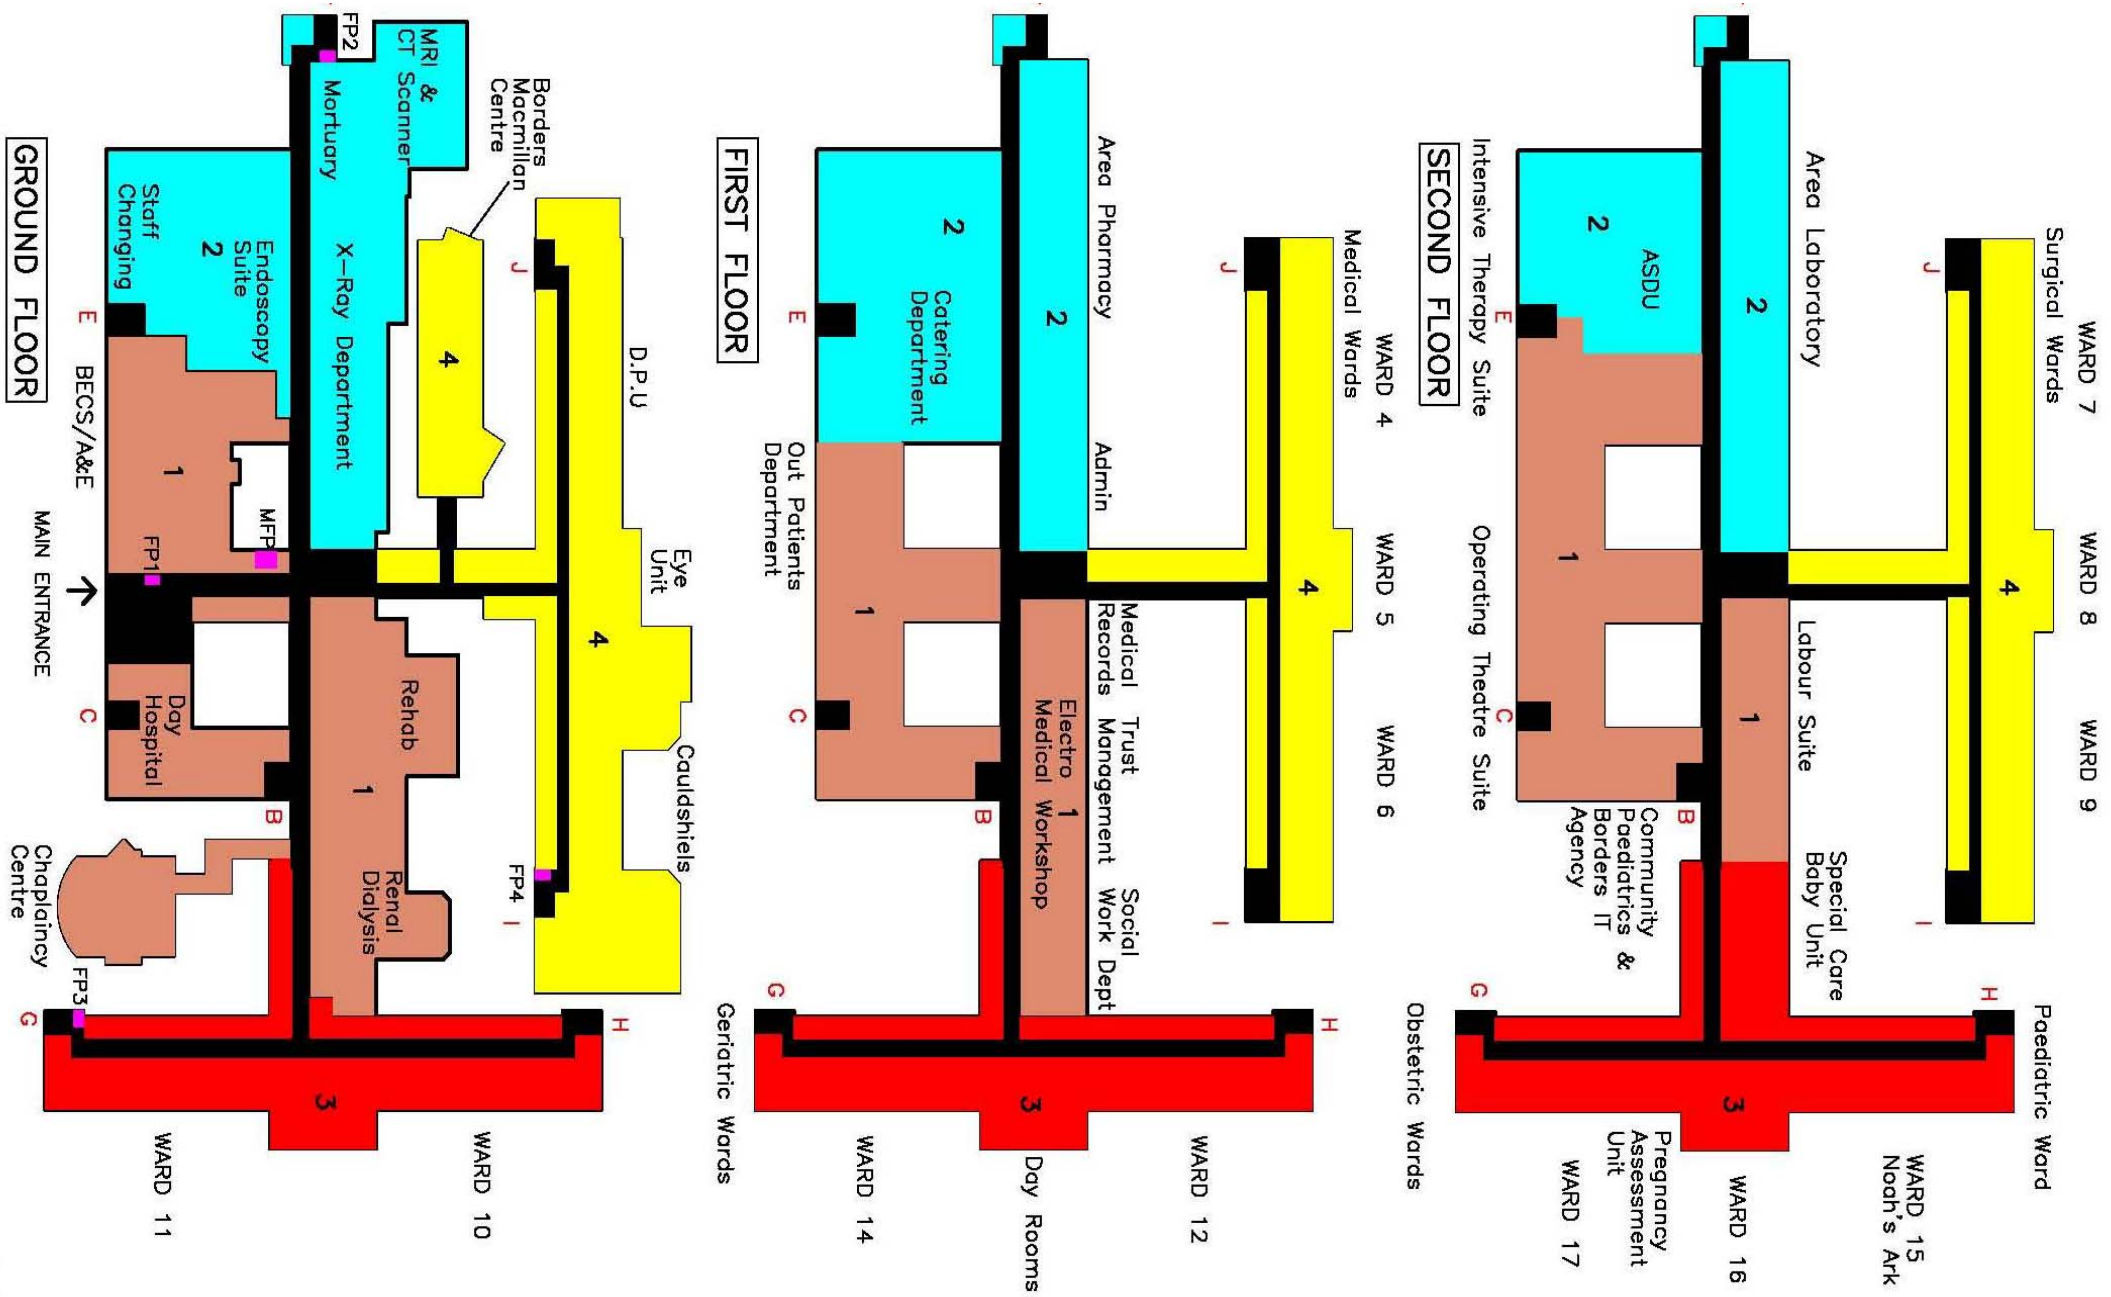 WARD 7
WARD 8
WARD 9
Surgical Wards
Paediatric Ward
4
H
J
I
WARD 15
Noah's Ark
Area Laboratory
Labour Suite
Special Care
Baby Unit
2
1
3
WARD 16
B
ASDU
2
Community
Paediatrics &
Borders IT
Agency
Pregnancy
Assessment
Unit
1
WARD 17
E
C
Intensive Therapy Suite
Operating Theatre Suite
G
SECOND FLOOR
Obstetric Wards
WARD 4
WARD 5
WARD 6
Medical Wards
4
H
J
I
WARD 12
Area Pharmacy
Admin
Medical
Records
Trust
Management
Social
Work Dept
2
Electro
Medical Workshop
1
3
Day Rooms
B
2
Catering
Department
1
WARD 14
E
C
Out Patients
Department
G
FIRST FLOOR
Geriatric Wards
Cauldshiels
Eye
Unit
D.P.U
H
4
Borders
Macmillan
Centre
J
FP4
I
WARD 10
4
MRI &
CT Scanner
Rehab
Renal
Dialysis
1
FP2
Mortuary
X-Ray Department
3
MFP
B
Endoscopy
Suite
2
1
Day
Hospital
WARD 11
Staff
Changing
FP1
E
C
BECS/A&E
FP3
MAIN ENTRANCE
Chaplaincy
Centre
G
GROUND FLOOR